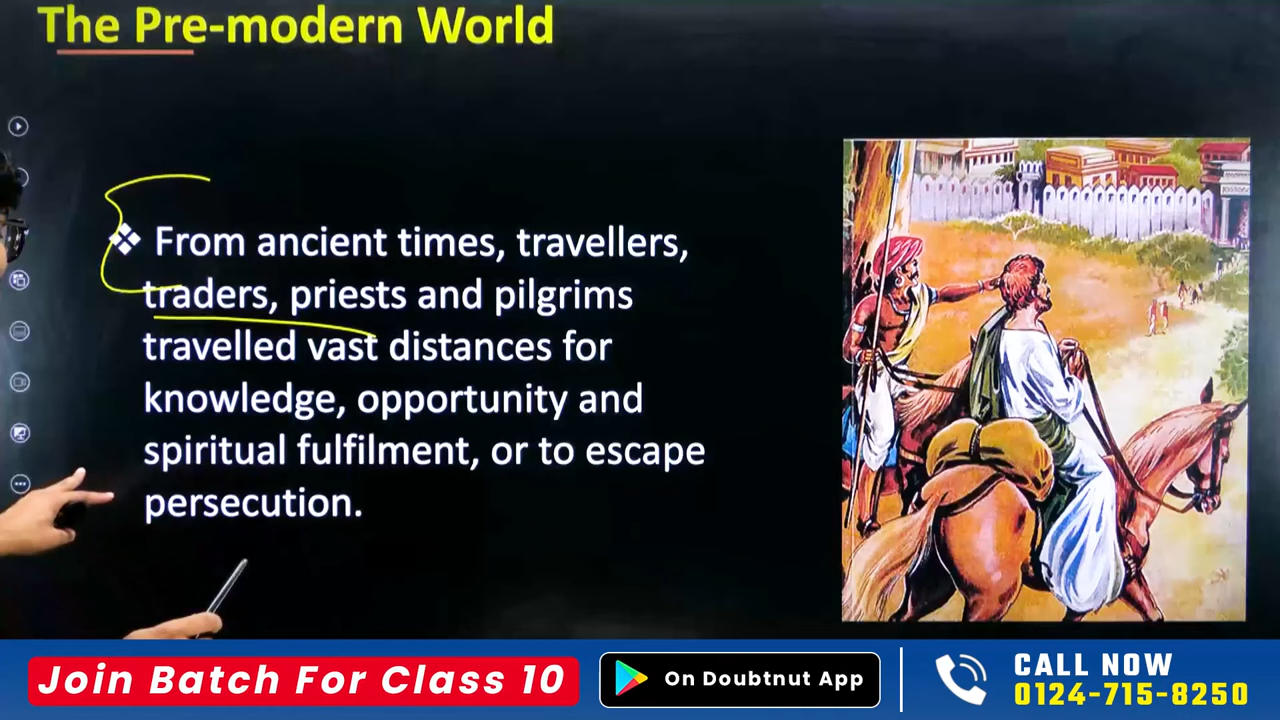 The Pre-modern World
❖ From ancient times, travellers,
traders, priests and pilgrims
travelled vast distances for
knowledge, opportunity and
spiritual fulfilment, or to escape
persecution.
Join Batch For Class 10
On Doubtnut App
CALL NOW
0124-715-8250